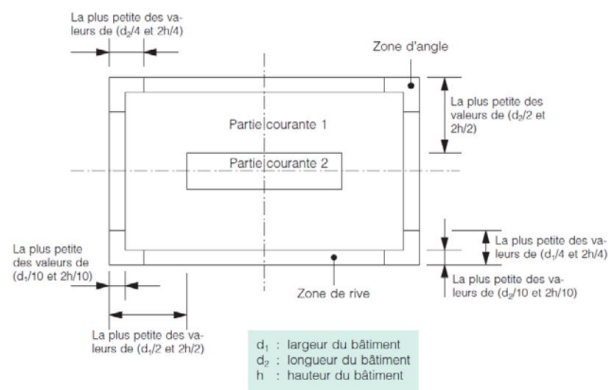 La plus petite des va-
leurs de (d₂/4 et 2h/4)
Zone d'angle
La plus petite des
valeurs de (d₂/2 et
2h/2)
Partie courante 1
Partie courante 2
La plus petite
des valeurs de
(d₁/10 et 2h/10)
La plus petite des va-
leurs de (d₁/4 et 2h/4)
La plus petite des va-
leurs de (d₂/10 et 2h/10)
Zone de rive
La plus petite des va-
leurs de (d₁/2 et 2h/2)
d₁ : largeur du bâtiment
d₂ : longueur du bâtiment
h : hauteur du bâtiment